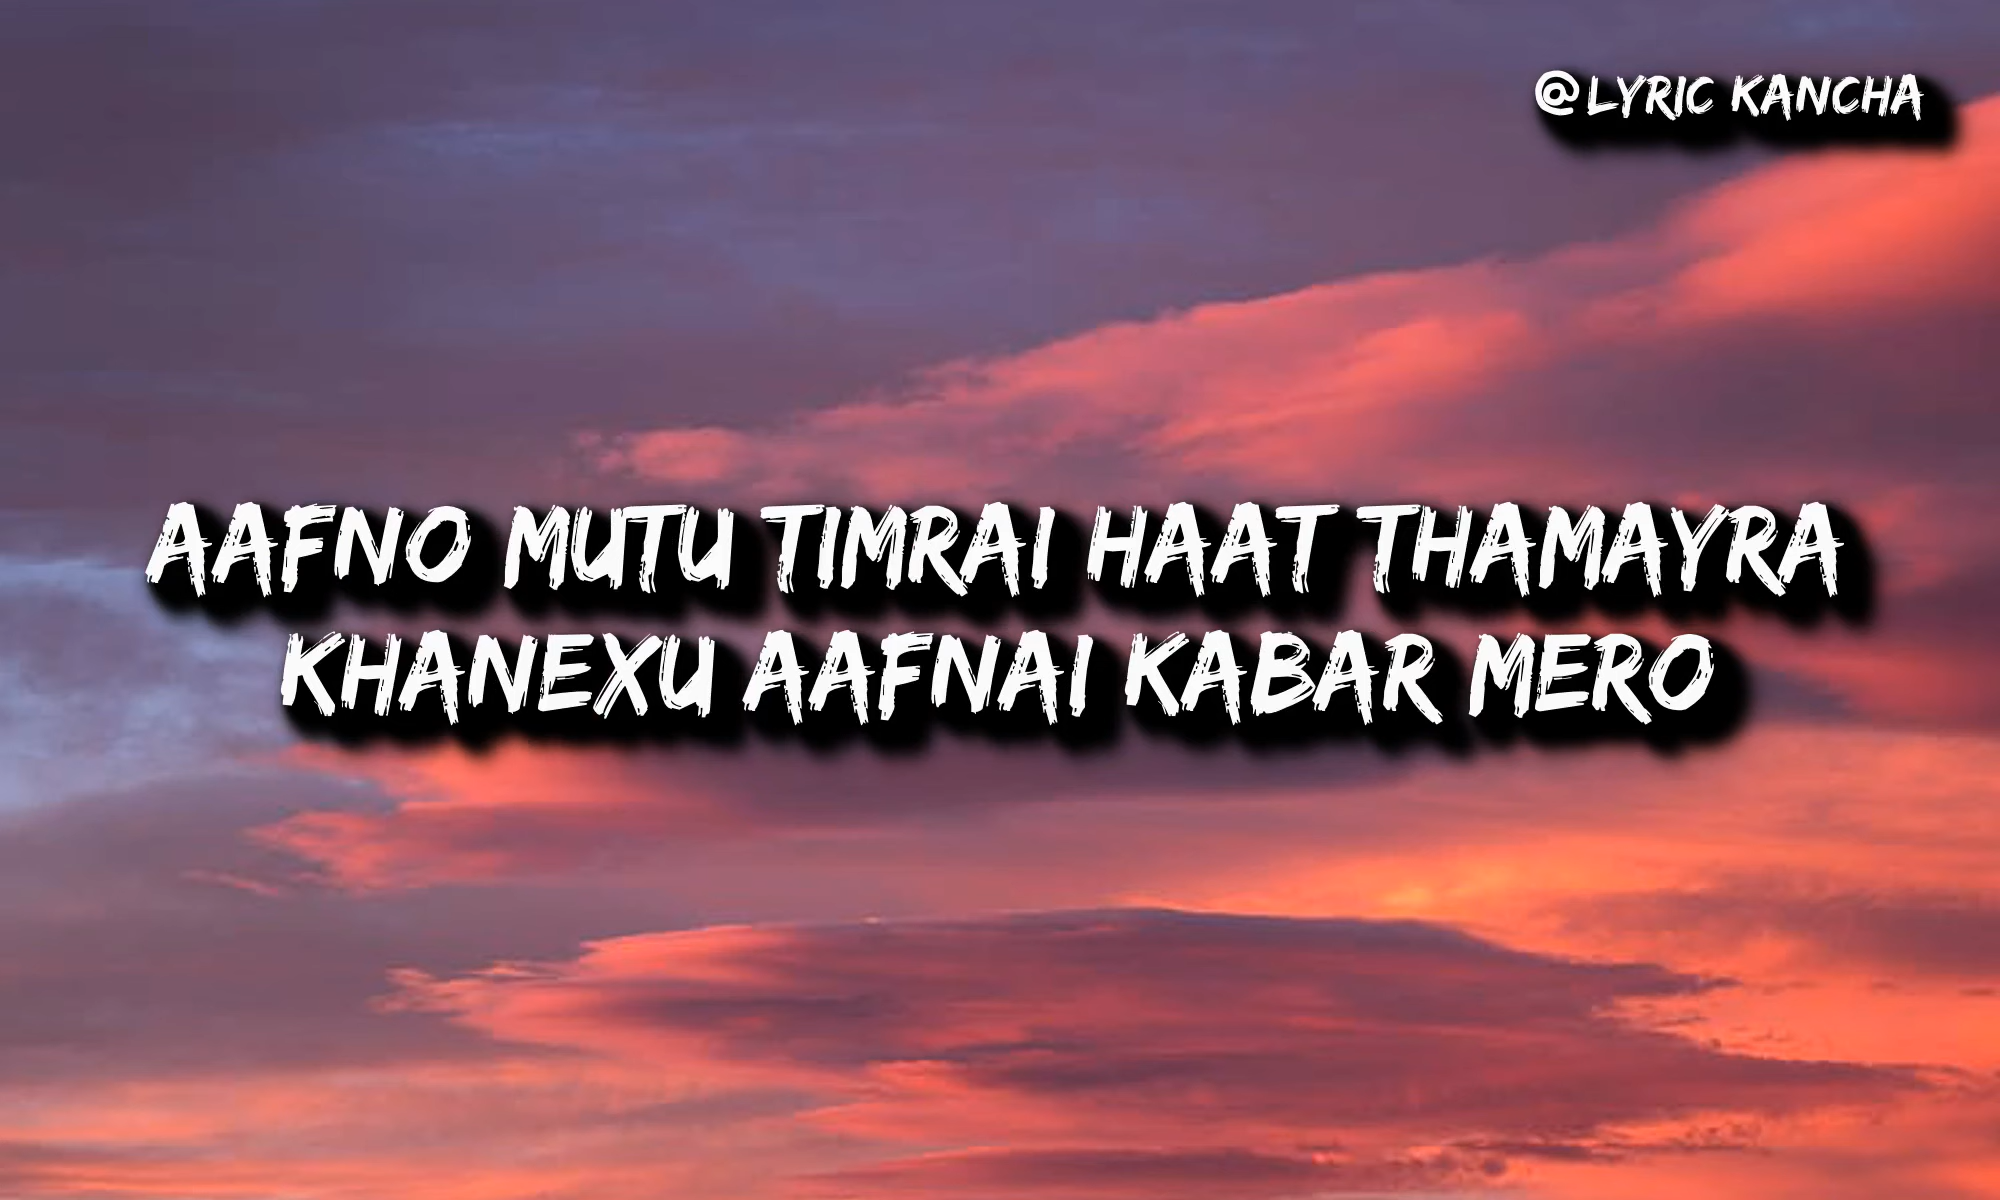 @LYRIC KANCHA
AAFNO MUTU TIMRAI HAAT THAMAYRA
KHANEXU AAFNAI KABAR MERO